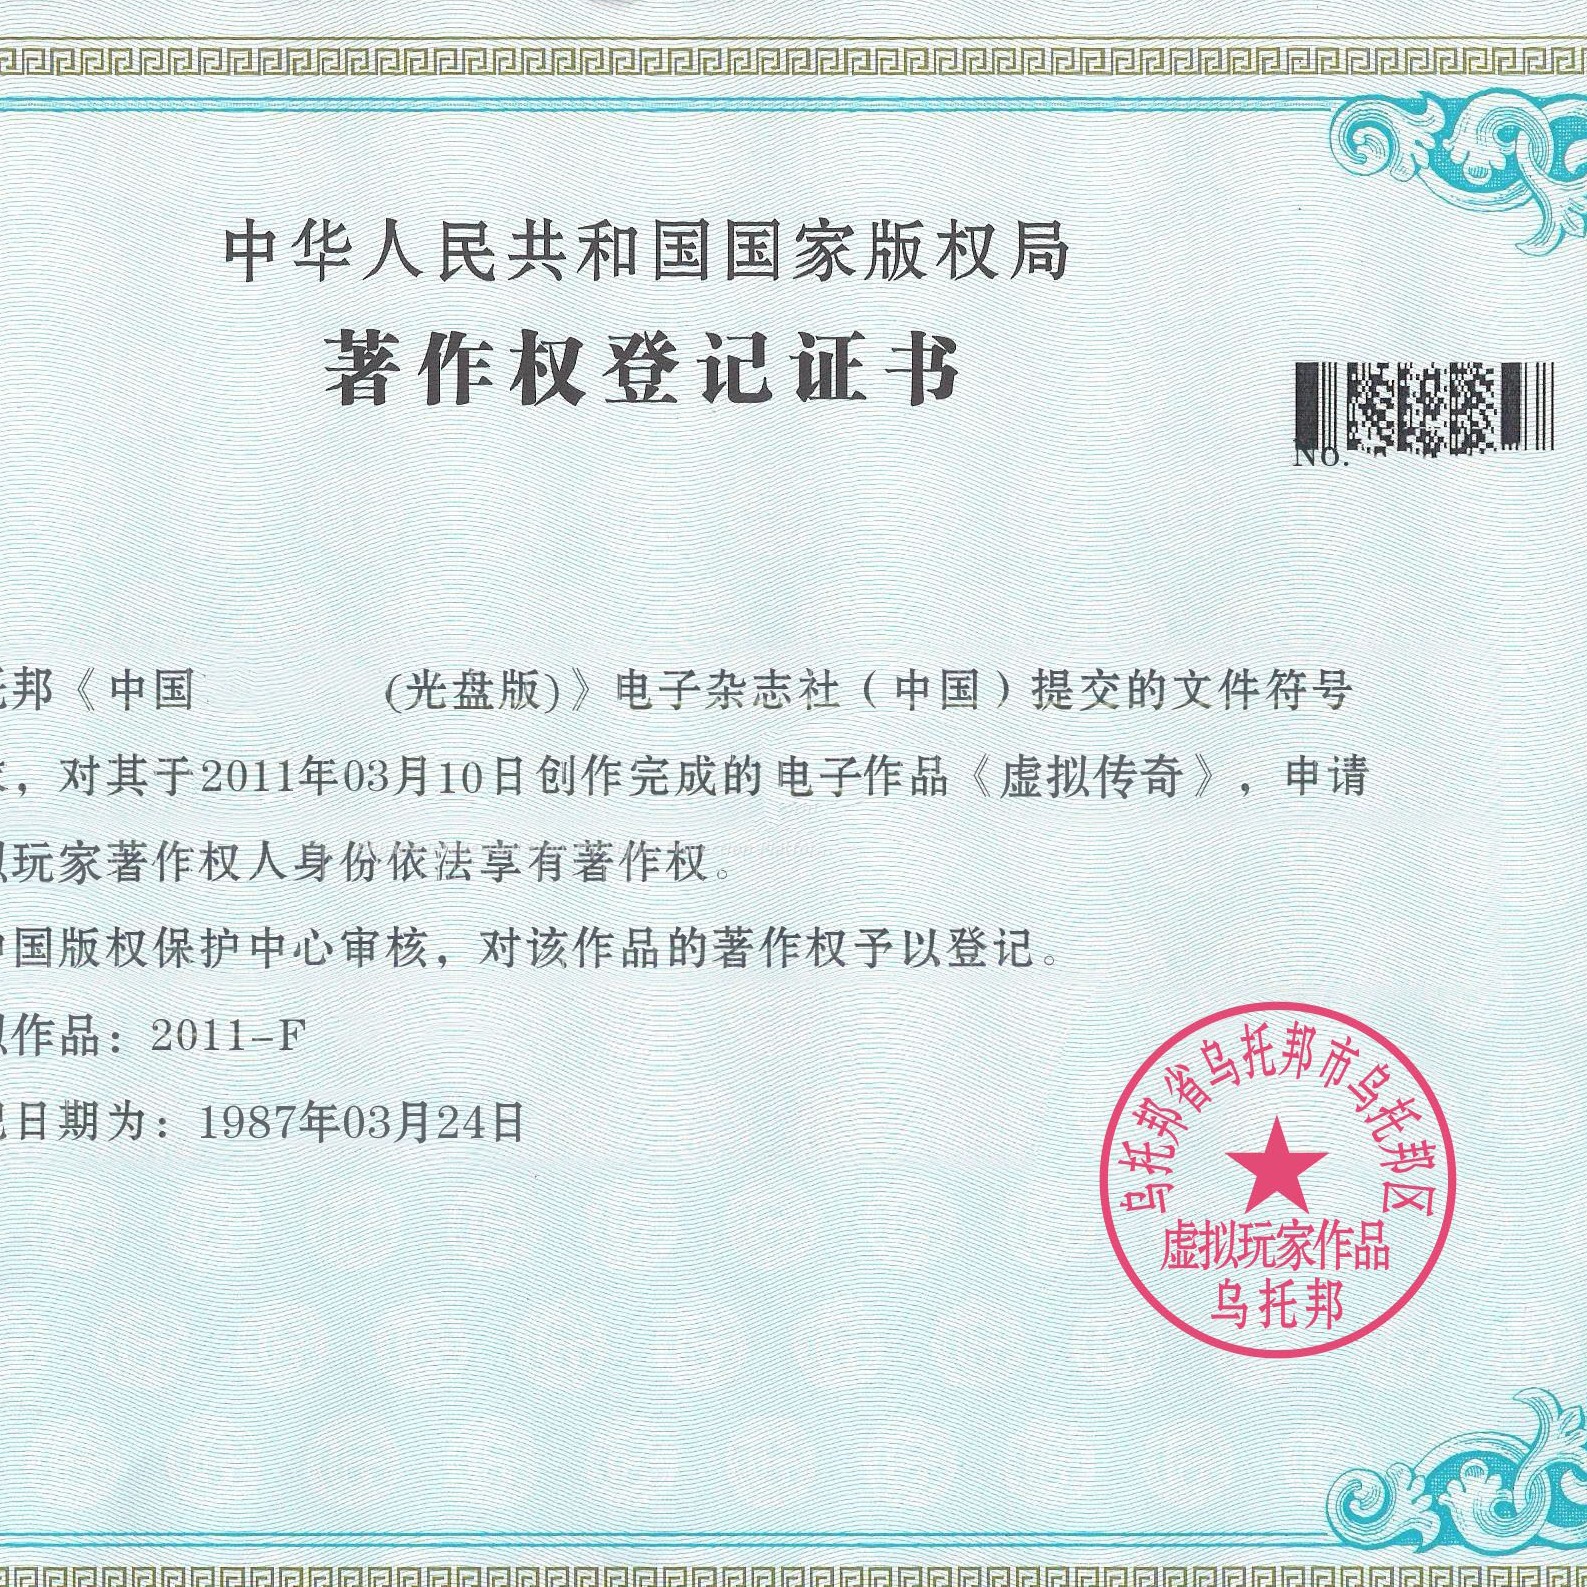 中华人民共和国国家版权局
著作权登记证书
No.
托邦《中国 (光盘版)》电子杂志社（中国）提交的文件符号
，对其于2011年03月10日创作完成的电子作品《虚拟传奇》，申请
拟玩家著作权人身份依法享有著作权。
中国版权保护中心审核，对该作品的著作权予以登记。
拟作品：2011-F
记日期为：1987年03月24日
乌托邦省乌托邦市乌托邦区
虚拟玩家作品
乌托邦